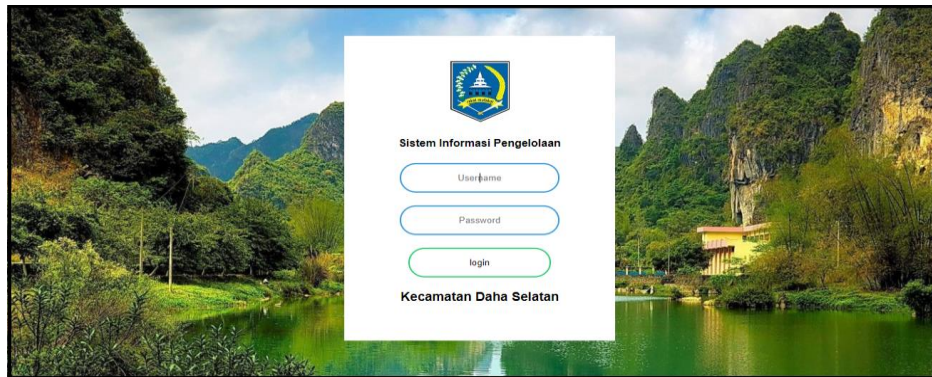 Sistem Informasi Pengelolaan
Username
Password
login
Kecamatan Daha Selatan